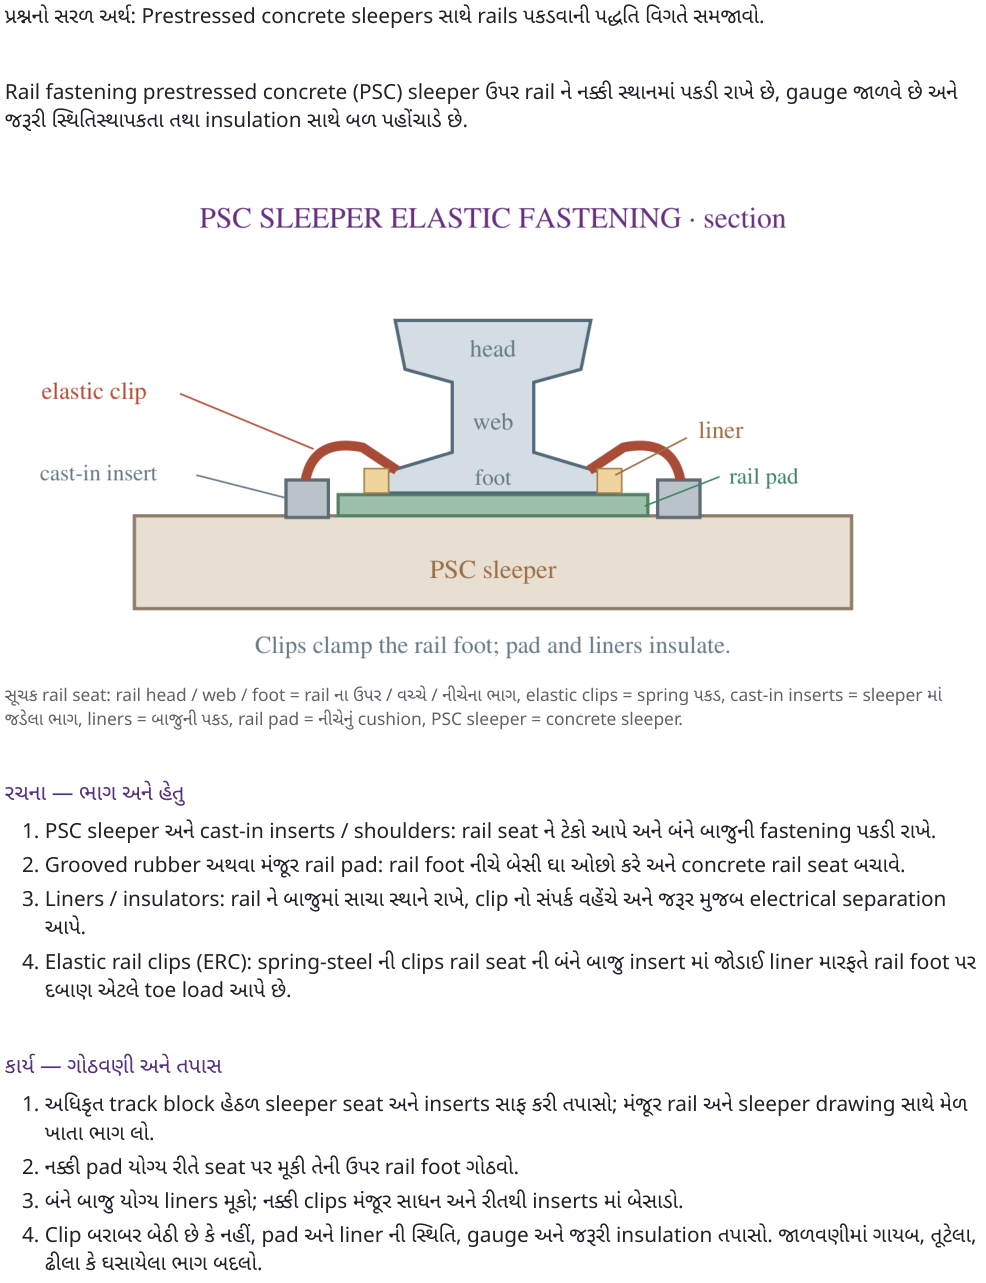 પ્રશ્નનો સરળ અર્થ: Prestressed concrete sleepers સાથે rails પકડવાની પદ્ધતિ વિગતે સમજાવો.
Rail fastening prestressed concrete (PSC) sleeper ઉપર rail ને નક્કી સ્થાનમાં પકડી રાખે છે, gauge જાળવે છે અને
જરૂરી સ્થિતિસ્થાપકતા તથા insulation સાથે બળ પહોંચાડે છે.
PSC SLEEPER ELASTIC FASTENING · section
head
elastic clip
web
liner
cast-in insert
foot
rail pad
PSC sleeper
Clips clamp the rail foot; pad and liners insulate.
સૂચક rail seat: rail head / web / foot = rail ના ઉપર / વચ્ચે / નીચેના ભાગ, elastic clips = spring પકડ, cast-in inserts = sleeper માં
જડેલા ભાગ, liners = બાજુની પકડ, rail pad = નીચેનું cushion, PSC sleeper = concrete sleeper.
રચના — ભાગ અને હેતુ
1. PSC sleeper અને cast-in inserts / shoulders: rail seat ને ટેકો આપે અને બંને બાજુની fastening પકડી રાખે.
2. Grooved rubber અથવા મંજૂર rail pad: rail foot નીચે બેસી ઘા ઓછો કરે અને concrete rail seat બચાવે.
3. Liners / insulators: rail ને બાજુમાં સાચા સ્થાને રાખે, clip નો સંપર્ક વહેંચે અને જરૂર મુજબ electrical separation
આપે.
4. Elastic rail clips (ERC): spring-steel ની clips rail seat ની બંને બાજુ insert માં જોડાઈ liner મારફતે rail foot પર
દબાણ એટલે toe load આપે છે.
કાર્ય — ગોઠવણી અને તપાસ
1. અધિકૃત track block હેઠળ sleeper seat અને inserts સાફ કરી તપાસો; મંજૂર rail અને sleeper drawing સાથે મેળ
ખાતા ભાગ લો.
2. નક્કી pad યોગ્ય રીતે seat પર મૂકી તેની ઉપર rail foot ગોઠવો.
3. બંને બાજુ યોગ્ય liners મૂકો; નક્કી clips મંજૂર સાધન અને રીતથી inserts માં બેસાડો.
4. Clip બરાબર બેઠી છે કે નહીં, pad અને liner ની સ્થિતિ, gauge અને જરૂરી insulation તપાસો. જાળવણીમાં ગાયબ, તૂટેલા,
ઢીલા કે ઘસાયેલા ભાગ બદલો.